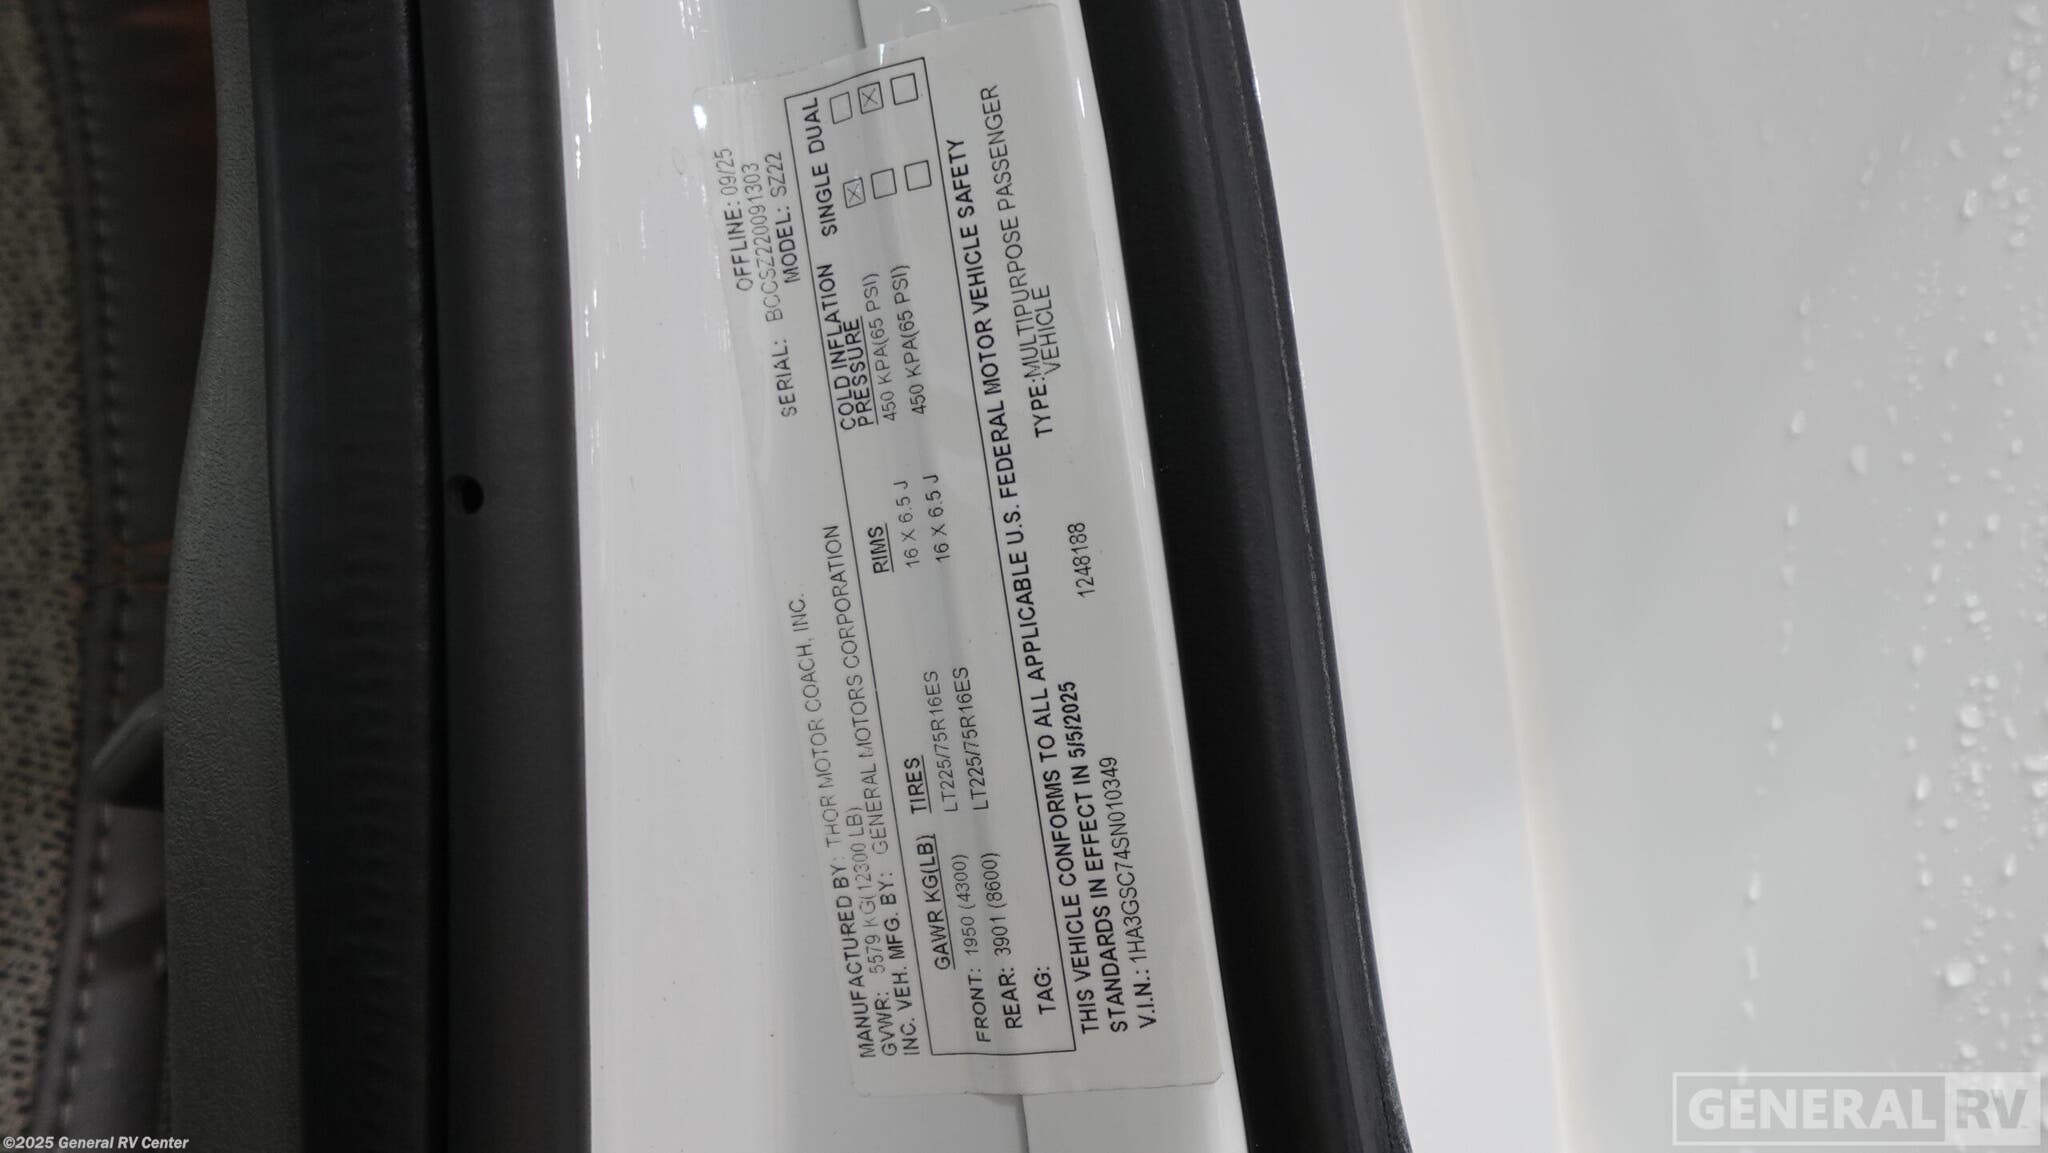 OFFLINE: 09/25
SERIAL: BCCSZ2220091303
MODEL: SZ22
MANUFACTURED BY: THOR MOTOR COACH, INC.
GVWR: 5579 KG(12300 LB)
INC. VEH. MFG. BY: GENERAL MOTORS CORPORATION
GAWR KG(LB) TIRES RIMS COLD INFLATION PRESSURE SINGLE DUAL
FRONT: 1950 (4300) LT225/75R16ES 16 X 6.5 J 450 KPA(65 PSI)
REAR: 3901 (8600) LT225/75R16ES 16 X 6.5 J 450 KPA(65 PSI)
TAG:
THIS VEHICLE CONFORMS TO ALL APPLICABLE U.S. FEDERAL MOTOR VEHICLE SAFETY
STANDARDS IN EFFECT IN 5/5/2025 1248188 TYPE:MULTIPURPOSE PASSENGER
VEHICLE
V.I.N.: 1HA3GSC74SN010349
©2025 General RV Center
GENERAL RV